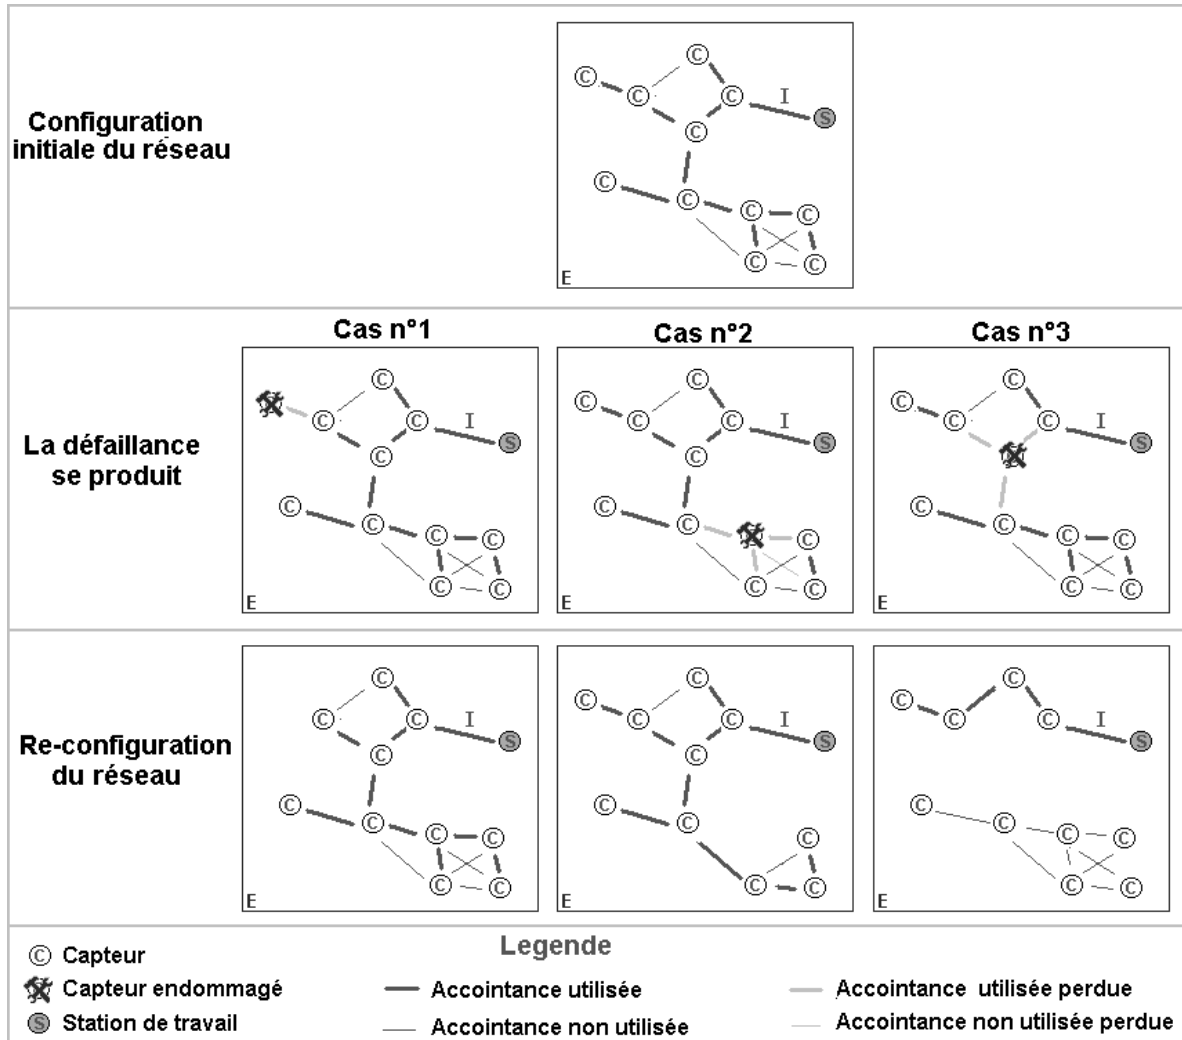 Configuration
initiale du réseau
C
C
C
C
I
S
C
C
C
C
C
C
C
E
Cas n°1
Cas n°2
Cas n°3
La défaillance
se produit
C
C
C
I
S
C
C
C
C
C
C
C
E
C
C
C
C
I
S
C
C
C
C
C
C
E
C
C
C
C
I
S
C
C
C
C
C
C
E
Re-configuration
du réseau
C
C
C
I
S
C
C
C
C
C
C
C
E
C
C
C
C
I
S
C
C
C
C
C
C
E
C
C
C
C
I
S
C
C
C
C
C
C
E
Legende
C Capteur
Capteur endommagé
S Station de travail
Accointance utilisée
Accointance non utilisée
Accointance utilisée perdue
Accointance non utilisée perdue